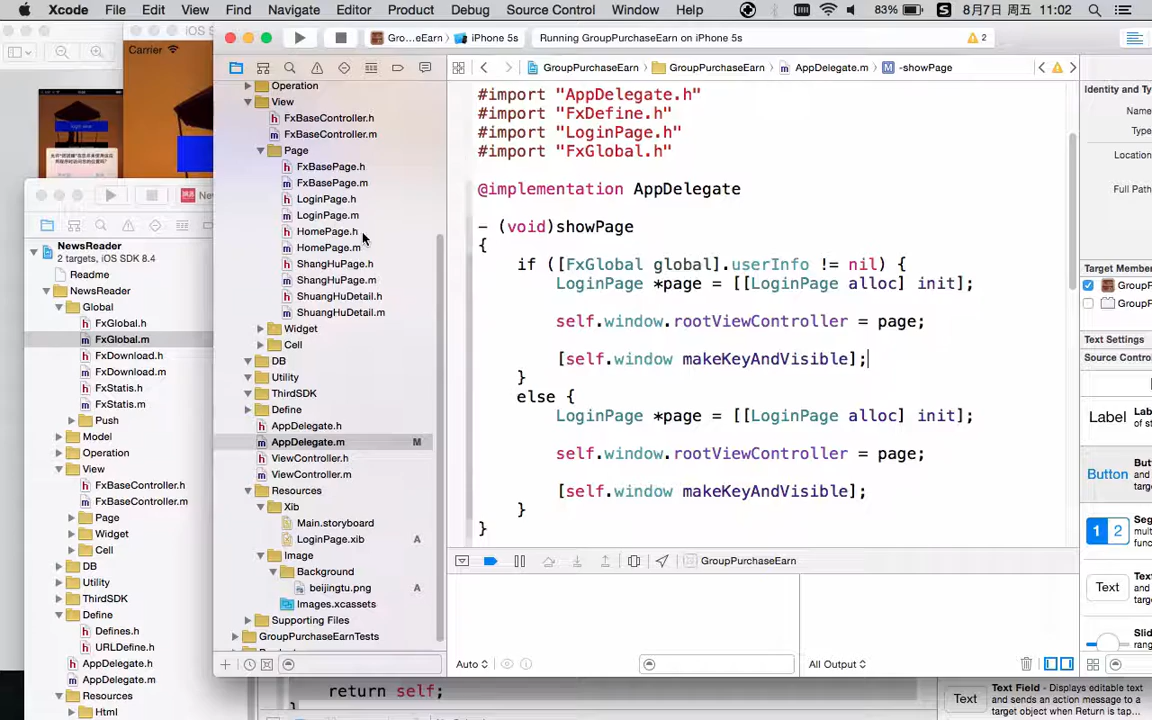 Xcode File Edit View Find Navigate Editor Product Debug Source Control Window Help 83% 8月7日 周五 11:02
Gro...eEarn iPhone 5s Running GroupPurchaseEarn on iPhone 5s 2
Carrier
GroupPurchaseEarn GroupPurchaseEarn AppDelegate.m -showPage
Operation
View
FxBaseController.h
FxBaseController.m
Page
FxBasePage.h
FxBasePage.m
LoginPage.h
LoginPage.m
HomePage.h
HomePage.m
ShangHuPage.h
ShangHuPage.m
ShuangHuDetail.h
ShuangHuDetail.m
Widget
Cell
DB
Utility
ThirdSDK
Define
AppDelegate.h
AppDelegate.m M
ViewController.h
ViewController.m
Resources
Xib
Main.storyboard
LoginPage.xib A
Image
Background
beijingtu.png A
Images.xcassets
Supporting Files
GroupPurchaseEarnTests
NewsReader
2 targets, iOS SDK 8.4
Readme
NewsReader
Global
FxGlobal.h
FxGlobal.m
FxDownload.h
FxDownload.m
FxStatis.h
FxStatis.m
Push
Model
Operation
View
FxBaseController.h
FxBaseController.m
Page
Widget
Cell
DB
Utility
ThirdSDK
Define
Defines.h
URLDefine.h
AppDelegate.h
AppDelegate.m
Resources
Html
#import "AppDelegate.h"
#import "FxDefine.h"
#import "LoginPage.h"
#import "FxGlobal.h"
@implementation AppDelegate
- (void)showPage
{
if ([FxGlobal global].userInfo != nil) {
LoginPage *page = [[LoginPage alloc] init];
self.window.rootViewController = page;
[self.window makeKeyAndVisible];
}
else {
LoginPage *page = [[LoginPage alloc] init];
self.window.rootViewController = page;
[self.window makeKeyAndVisible];
}
}
GroupPurchaseEarn
Auto All Output
return self;
Identity and Ty
Name
Type
Location
Full Path
Target Member
GroupP
GroupP
Text Settings
Source Contro
Label
Button
1 2
Text
Text Text Field - Displays editable text
and sends an action message to a
target object when Return is tap...